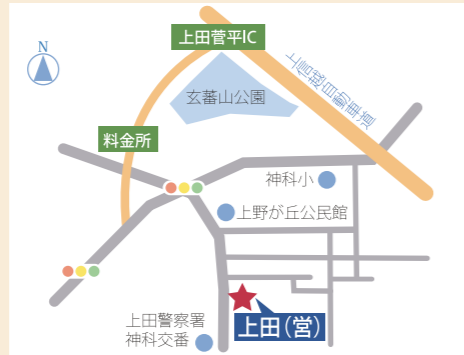 上田菅平IC
N
上信越自動車道
玄蕃山公園
料金所
神科小
上野が丘公民館
上田(営)
上田警察署
神科交番